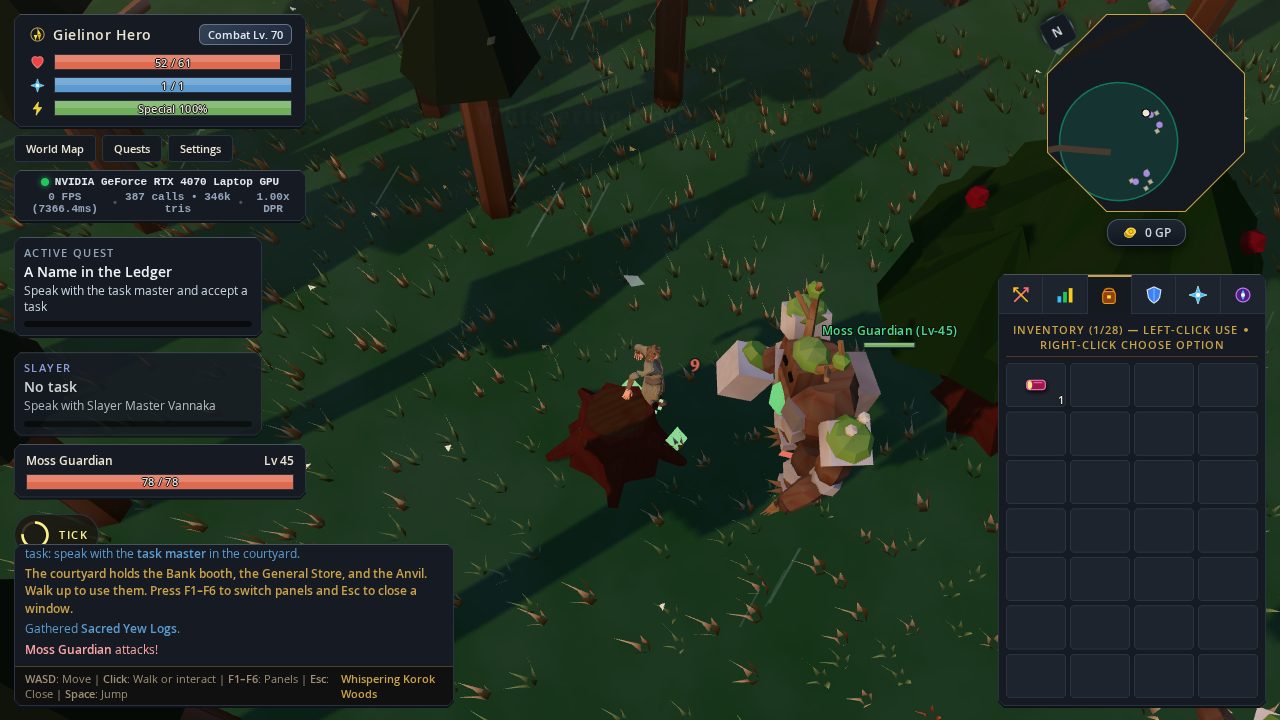 Gielinor Hero
Combat Lv. 70
52 / 61
1 / 1
Special 100%
World Map
Quests
Settings
NVIDIA GeForce RTX 4070 Laptop GPU
0 FPS (7366.4ms) • 387 calls • 346k tris • 1.00x DPR
ACTIVE QUEST
A Name in the Ledger
Speak with the task master and accept a
task
SLAYER
No task
Speak with Slayer Master Vannaka
Moss Guardian
Lv 45
78 / 78
TICK
task: speak with the task master in the courtyard.
The courtyard holds the Bank booth, the General Store, and the Anvil.
Walk up to use them. Press F1–F6 to switch panels and Esc to close a
window.
Gathered Sacred Yew Logs.
Moss Guardian attacks!
WASD: Move | Click: Walk or interact | F1–F6: Panels | Esc:
Close | Space: Jump
Whispering Korok
Woods
9
Moss Guardian (Lv-45)
N
0 GP
INVENTORY (1/28) — LEFT-CLICK USE •
RIGHT-CLICK CHOOSE OPTION
1